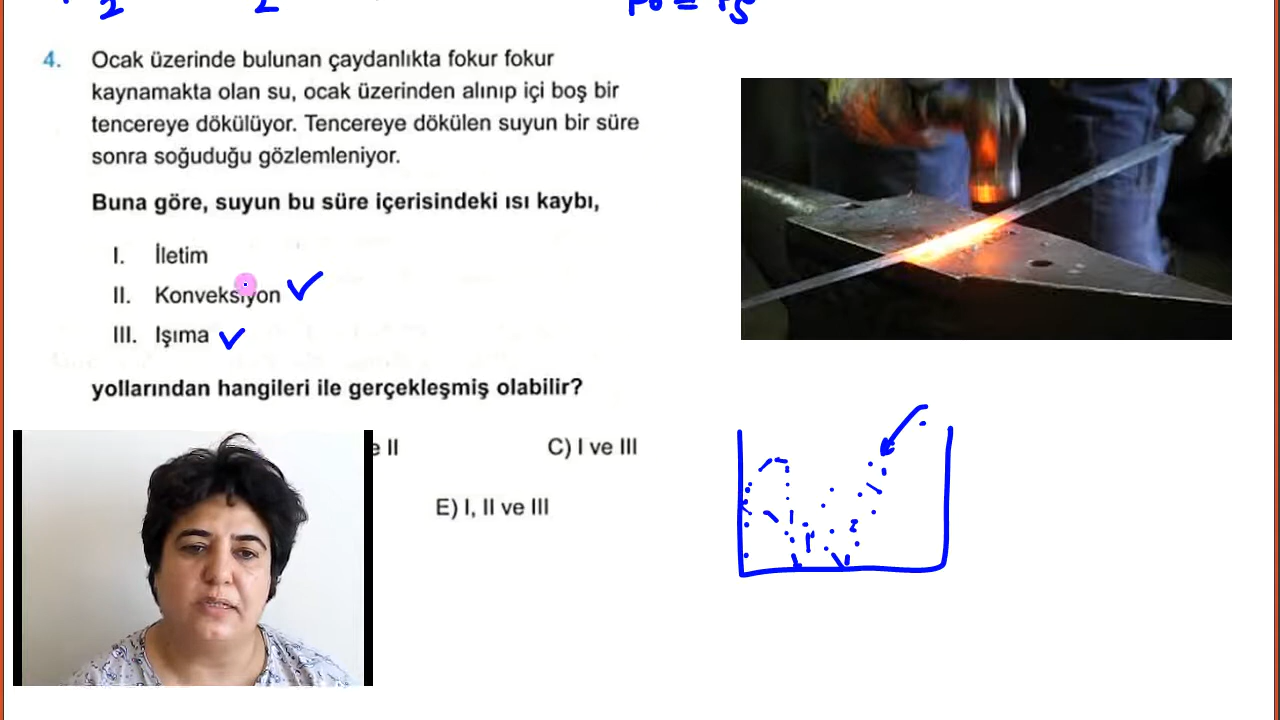 4. Ocak üzerinde bulunan çaydanlıkta fokur fokur
kaynamakta olan su, ocak üzerinden alınıp içi boş bir
tencereye dökülüyor. Tencereye dökülen suyun bir süre
sonra soğuduğu gözlemleniyor.
Buna göre, suyun bu süre içerisindeki ısı kaybı,
I. İletim
II. Konveksiyon
III. Işıma
yollarından hangileri ile gerçekleşmiş olabilir?
e II
C) I ve III
E) I, II ve III